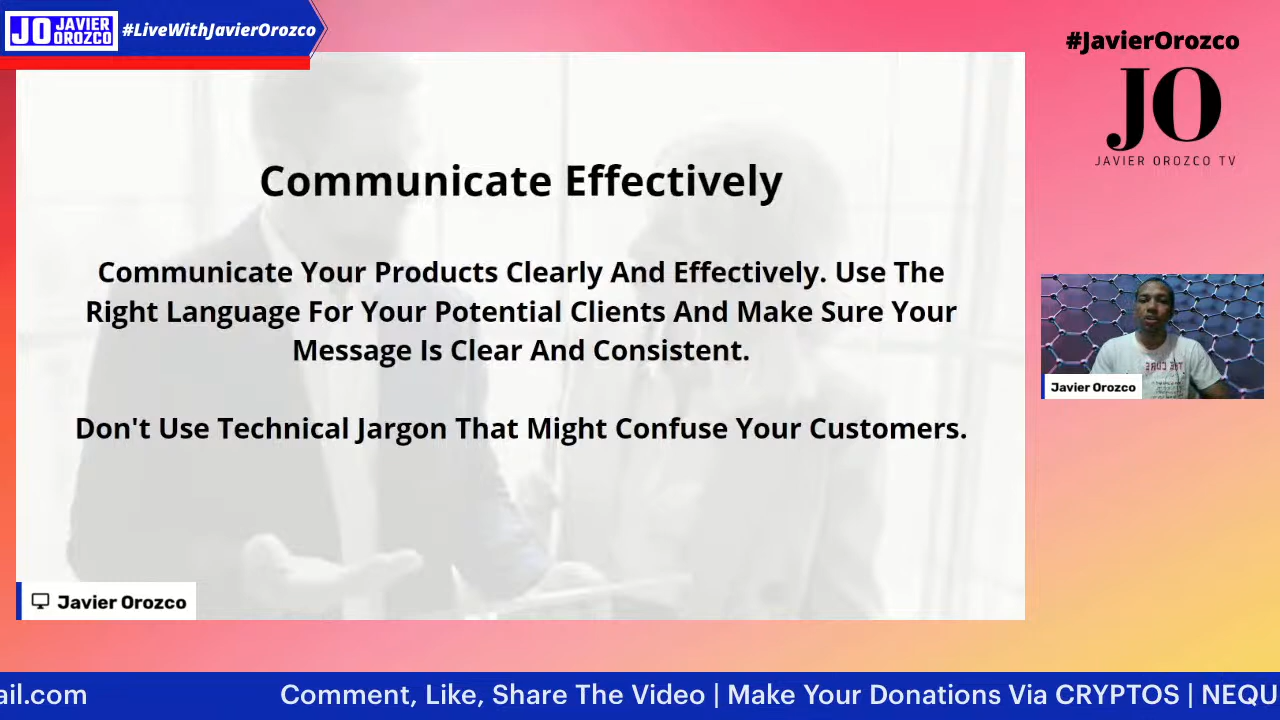 JO JAVIER OROZCO #LiveWithJavierOrozco
#JavierOrozco
JO
JAVIER OROZCO TV
Communicate Effectively
Communicate Your Products Clearly And Effectively. Use The
Right Language For Your Potential Clients And Make Sure Your
Message Is Clear And Consistent.
Don't Use Technical Jargon That Might Confuse Your Customers.
Javier Orozco
Javier Orozco
ail.com Comment, Like, Share The Video | Make Your Donations Via CRYPTOS | NEQU